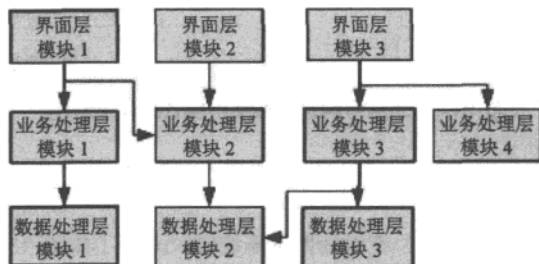 界面层
模块 1
界面层
模块 2
界面层
模块 3
业务处理层
模块 1
业务处理层
模块 2
业务处理层
模块 3
业务处理层
模块 4
数据处理层
模块 1
数据处理层
模块 2
数据处理层
模块 3